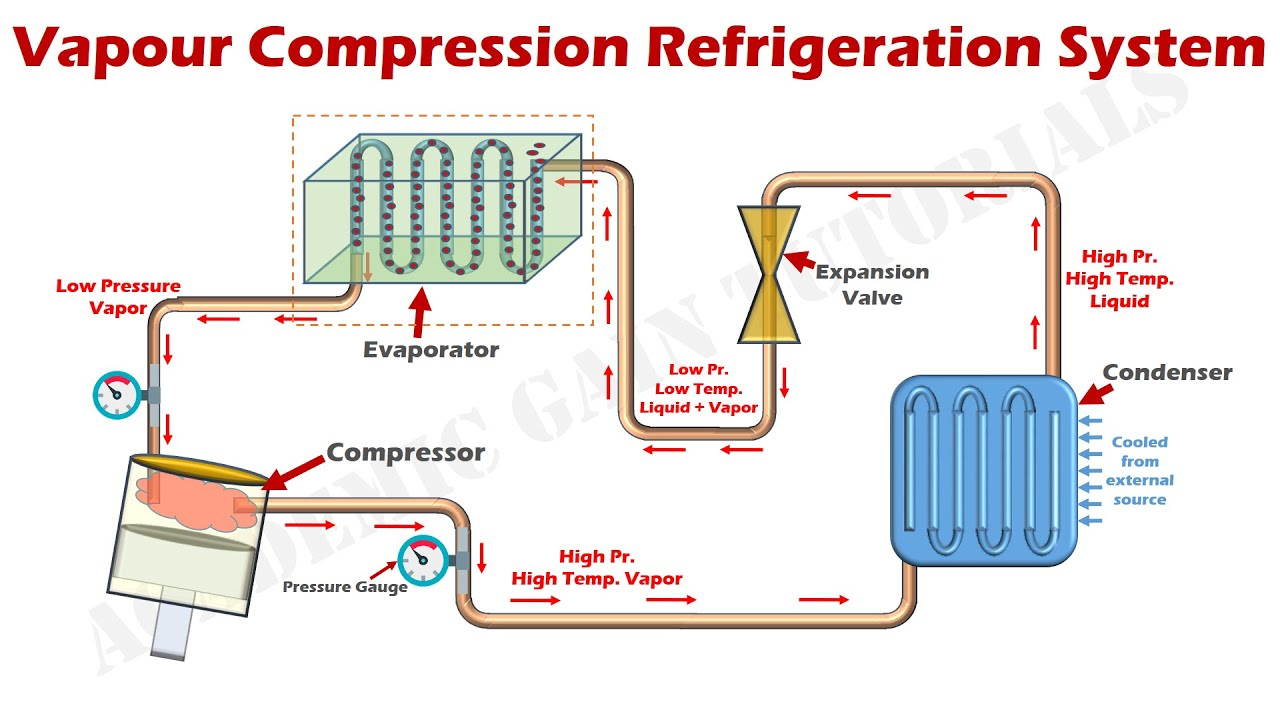 Vapour Compression Refrigeration System
Low Pressure
Vapor
Evaporator
Expansion
Valve
High Pr.
High Temp.
Liquid
Low Pr.
Low Temp.
Liquid + Vapor
Condenser
Cooled
from
external
source
Compressor
Pressure Gauge
High Pr.
High Temp. Vapor
ACADEMIC GAIN TUTORIALS